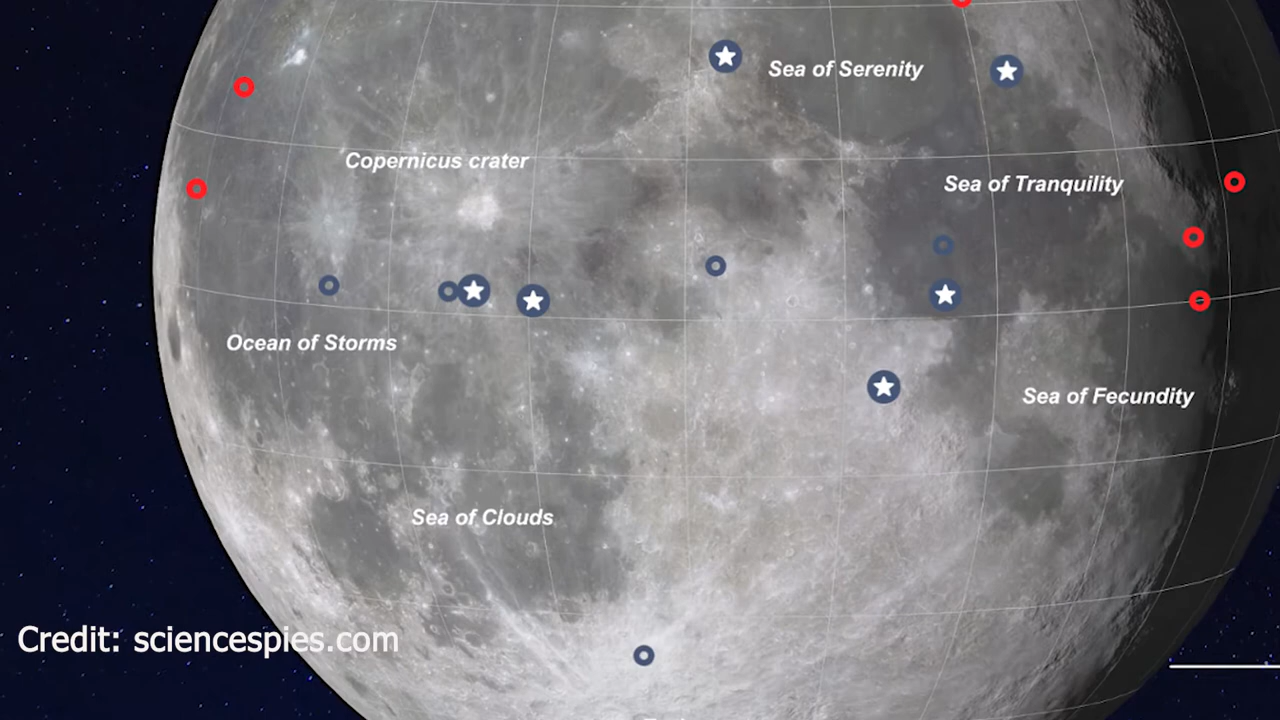 Sea of Serenity
Copernicus crater
Sea of Tranquility
Ocean of Storms
Sea of Fecundity
Sea of Clouds
Credit: sciencespies.com